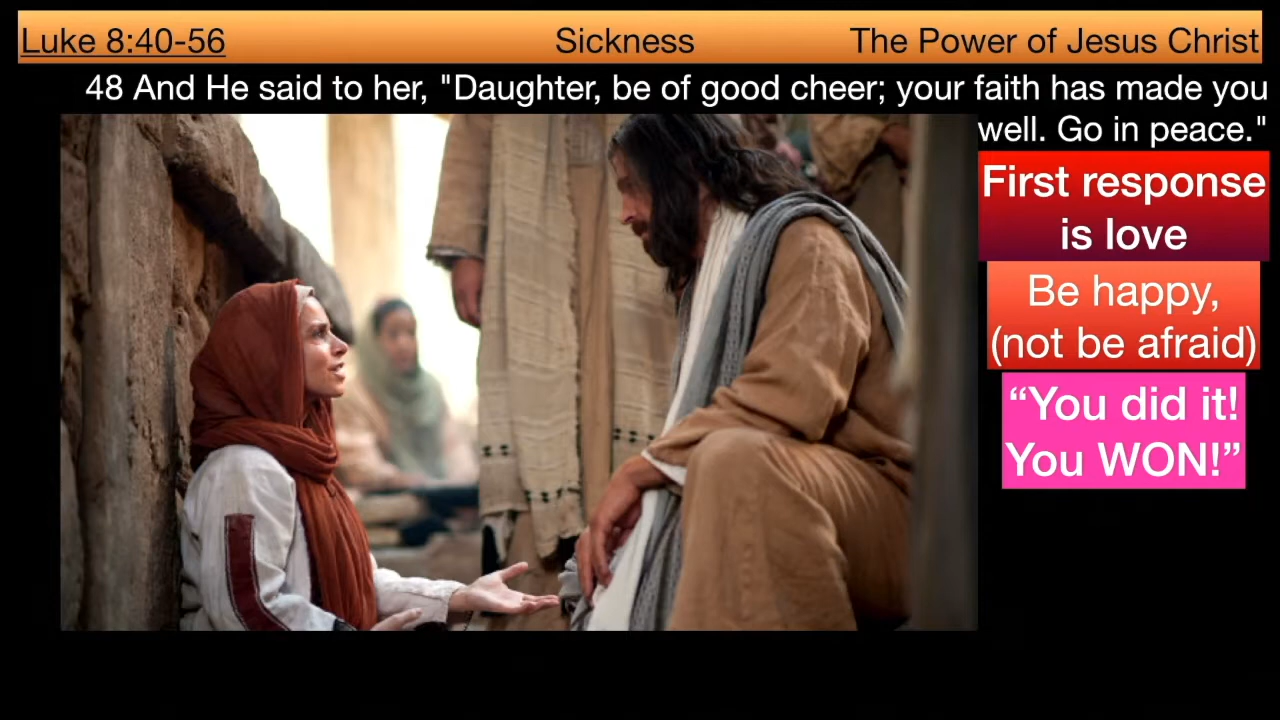 Luke 8:40-56 Sickness The Power of Jesus Christ
48 And He said to her, "Daughter, be of good cheer; your faith has made you
well. Go in peace."
First response
is love
Be happy,
(not be afraid)
“You did it!
You WON!”